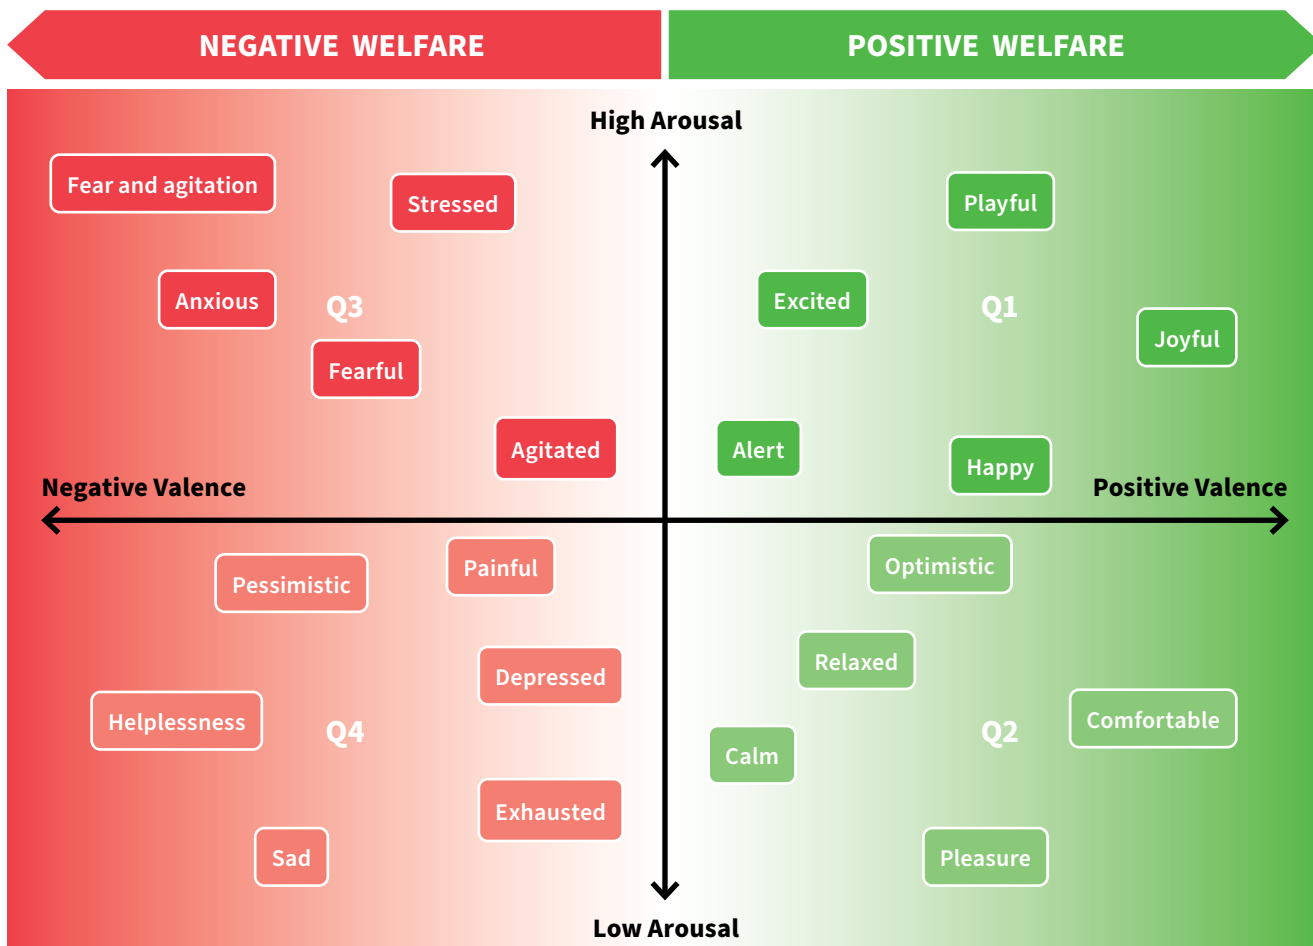 NEGATIVE WELFARE
POSITIVE WELFARE
High Arousal
Fear and agitation
Stressed
Playful
Anxious
Q3
Excited
Q1
Joyful
Fearful
Agitated
Alert
Happy
Negative Valence
Positive Valence
Pessimistic
Painful
Optimistic
Relaxed
Depressed
Helplessness
Q4
Calm
Q2
Comfortable
Exhausted
Sad
Pleasure
Low Arousal